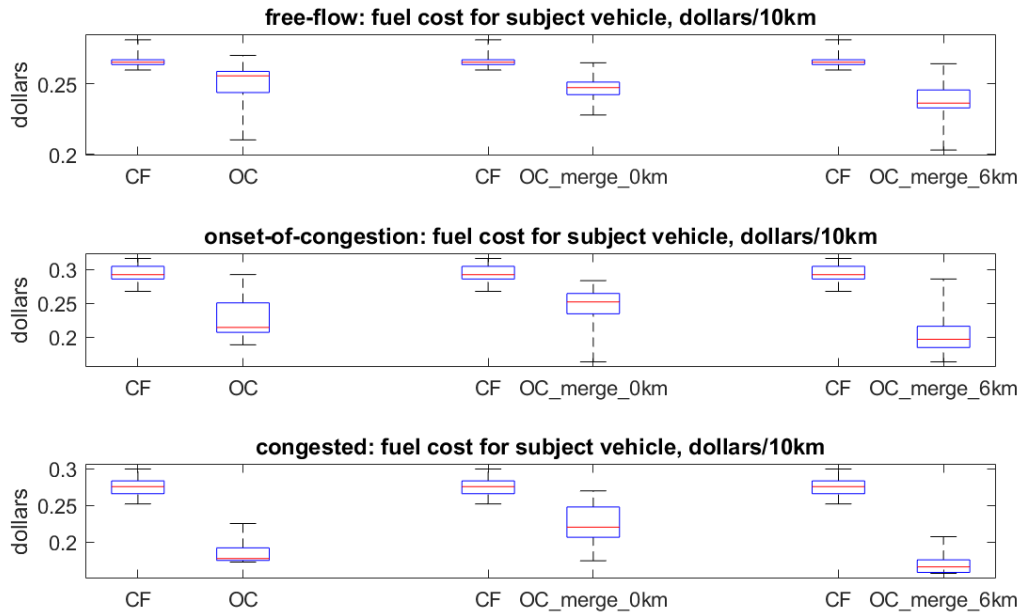 free-flow: fuel cost for subject vehicle, dollars/10km
dollars
0.25
0.2
CF OC CF OC_merge_0km CF OC_merge_6km
onset-of-congestion: fuel cost for subject vehicle, dollars/10km
dollars
0.3
0.25
0.2
CF OC CF OC_merge_0km CF OC_merge_6km
congested: fuel cost for subject vehicle, dollars/10km
dollars
0.3
0.25
0.2
CF OC CF OC_merge_0km CF OC_merge_6km